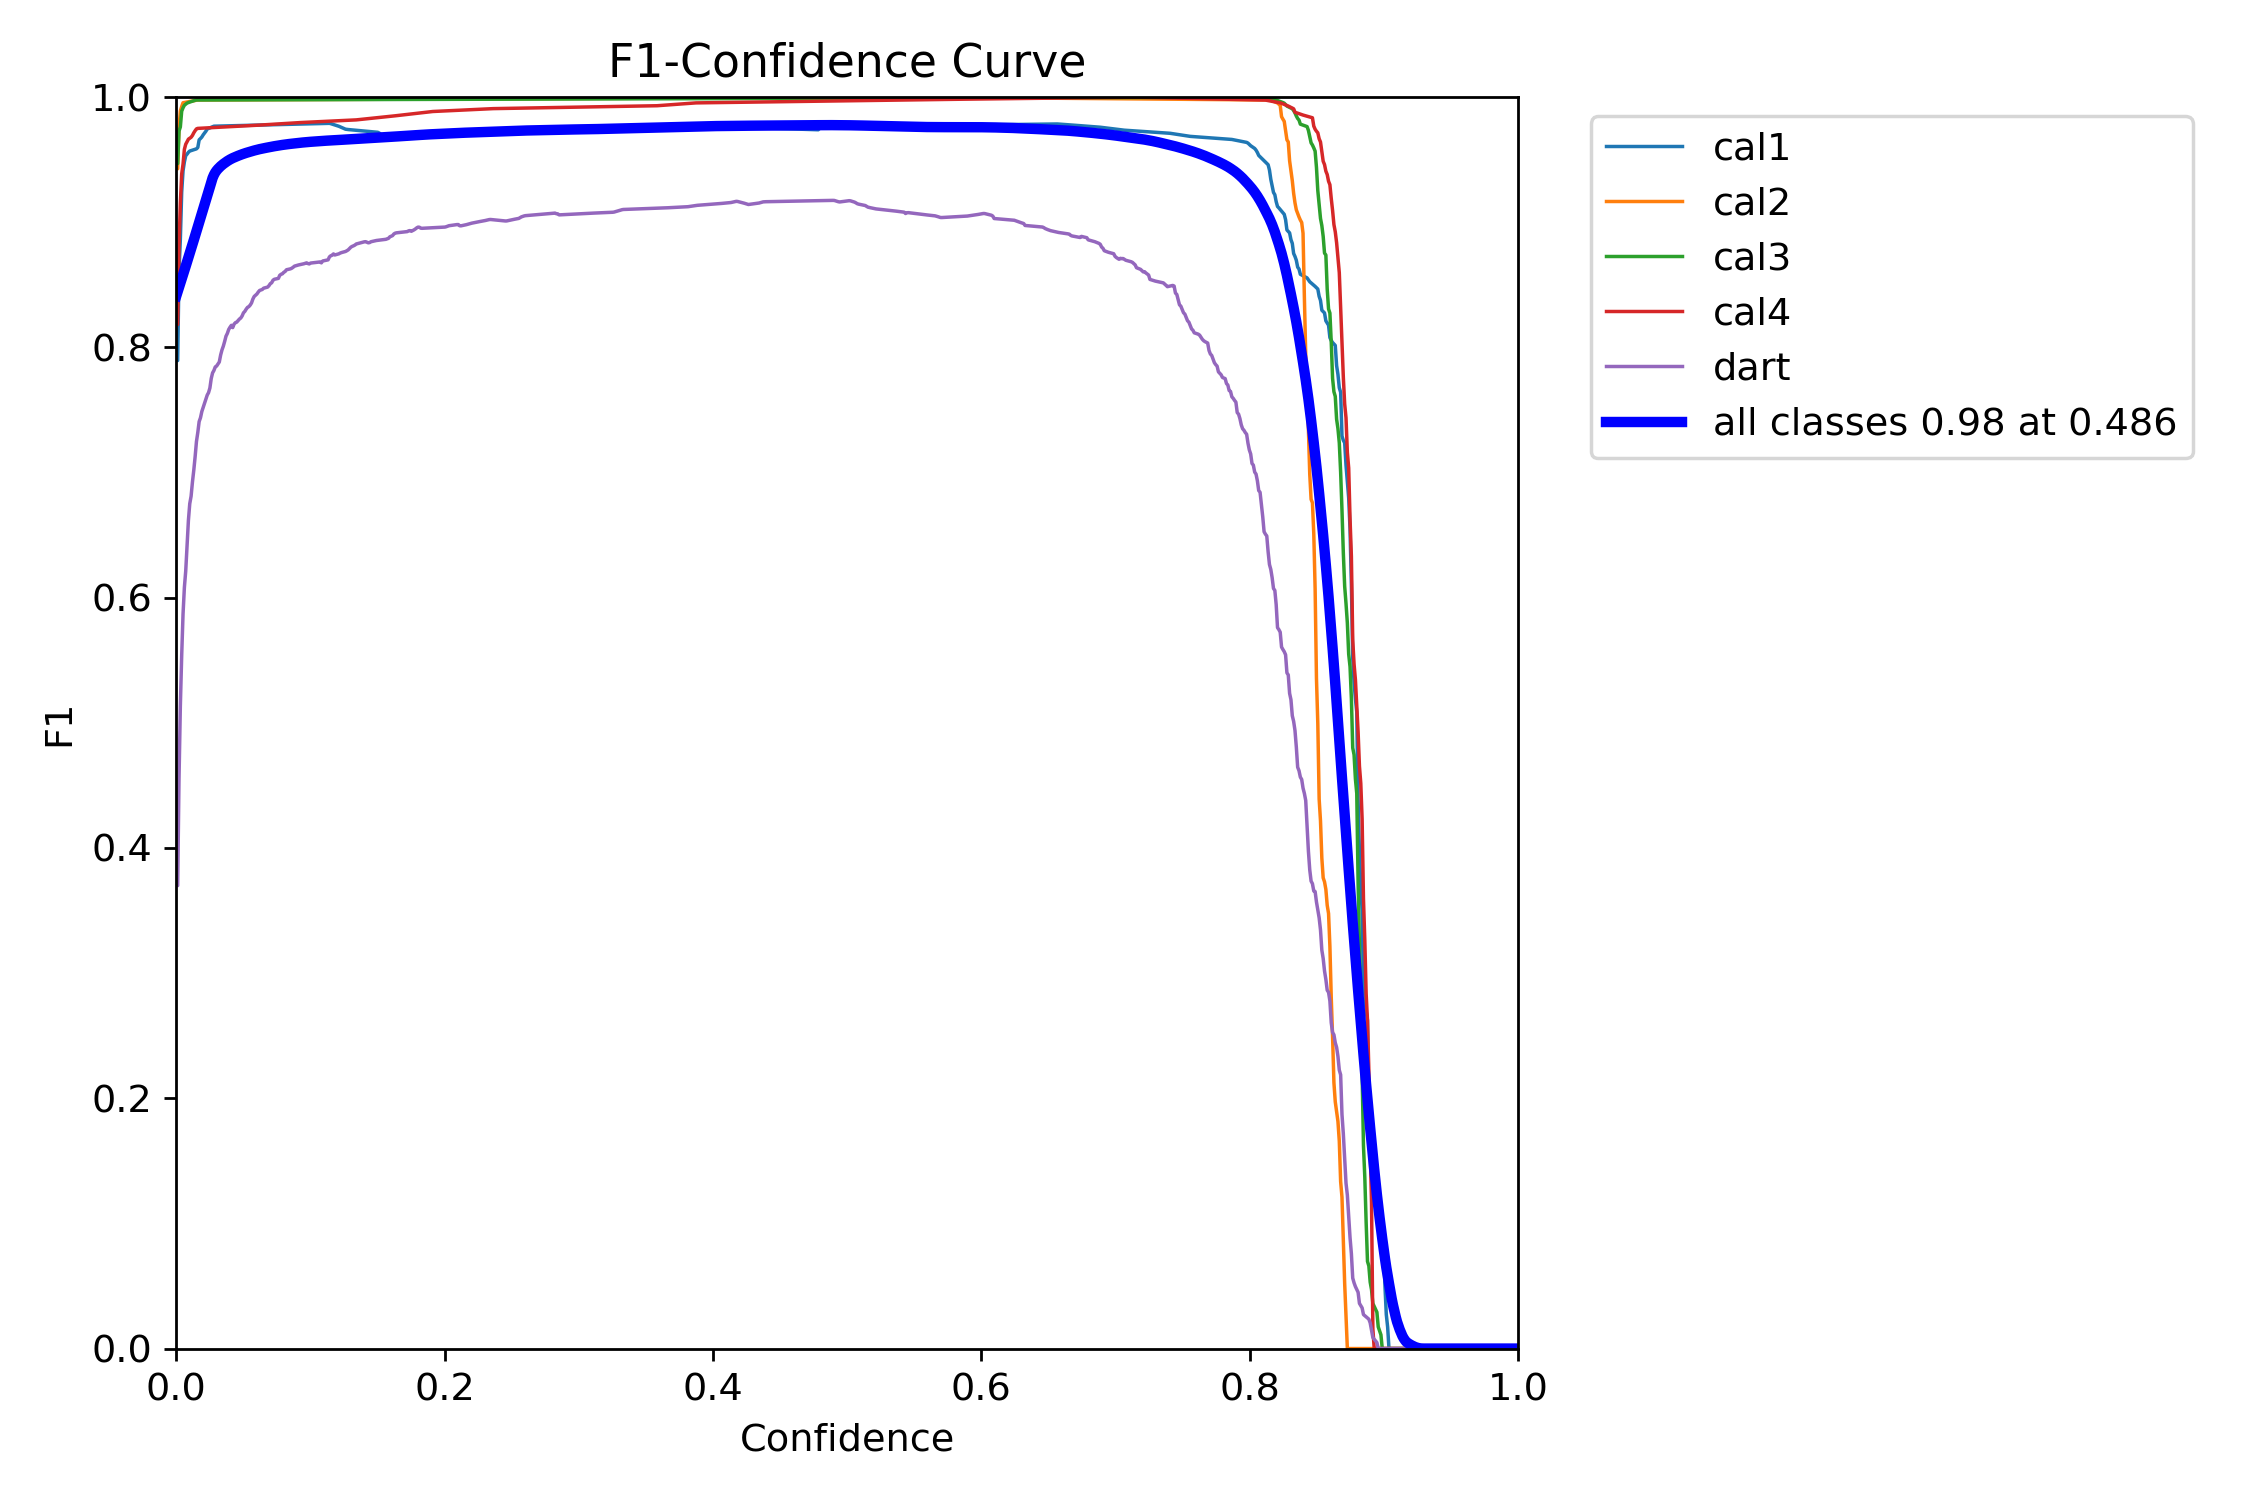 F1-Confidence Curve
1.0
0.8
0.6
0.4
0.2
0.0
F1
0.0 0.2 0.4 0.6 0.8 1.0
Confidence
cal1
cal2
cal3
cal4
dart
all classes 0.98 at 0.486